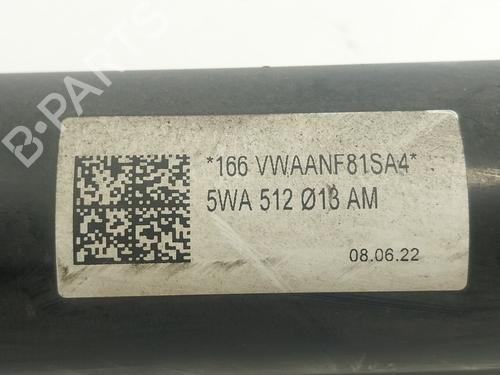 B-PARTS
*166 VWAANF81SA4*
5WA 512 Ø13 AM
08.06.22